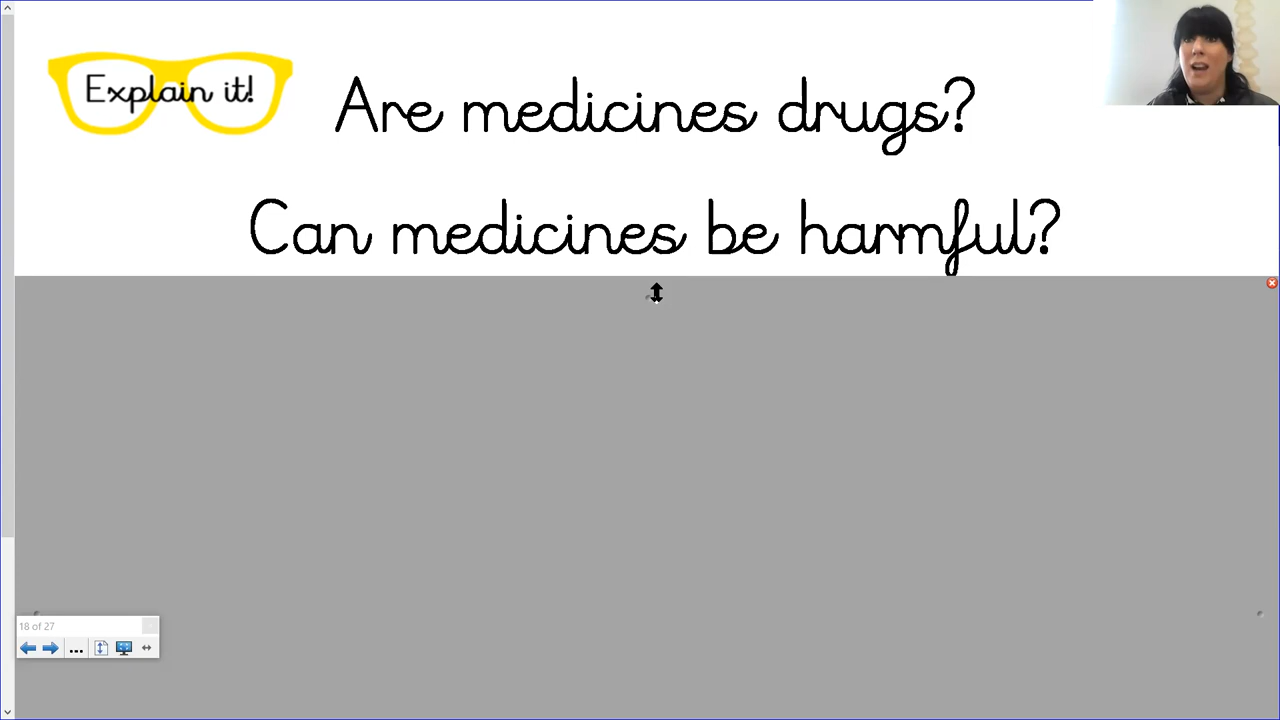 Explain it!
Are medicines drugs?
Can medicines be harmful?
18 of 27